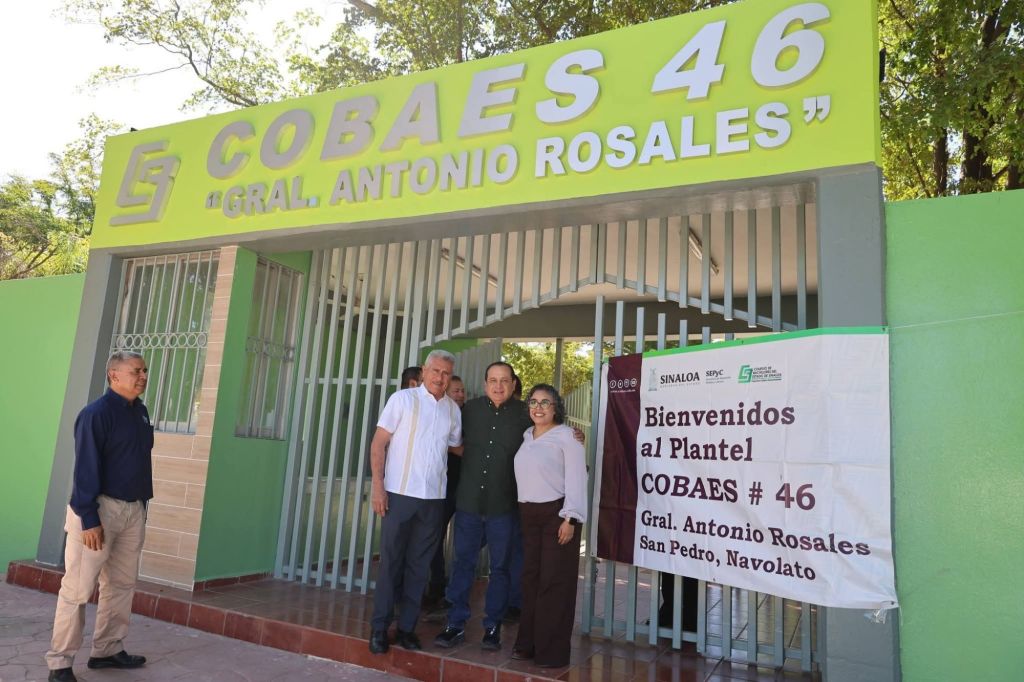 COBAES 46
"GRAL. ANTONIO ROSALES"
SINALOA
SEPyC
Bienvenidos
al Plantel
COBAES # 46
Gral. Antonio Rosales
San Pedro, Navolato